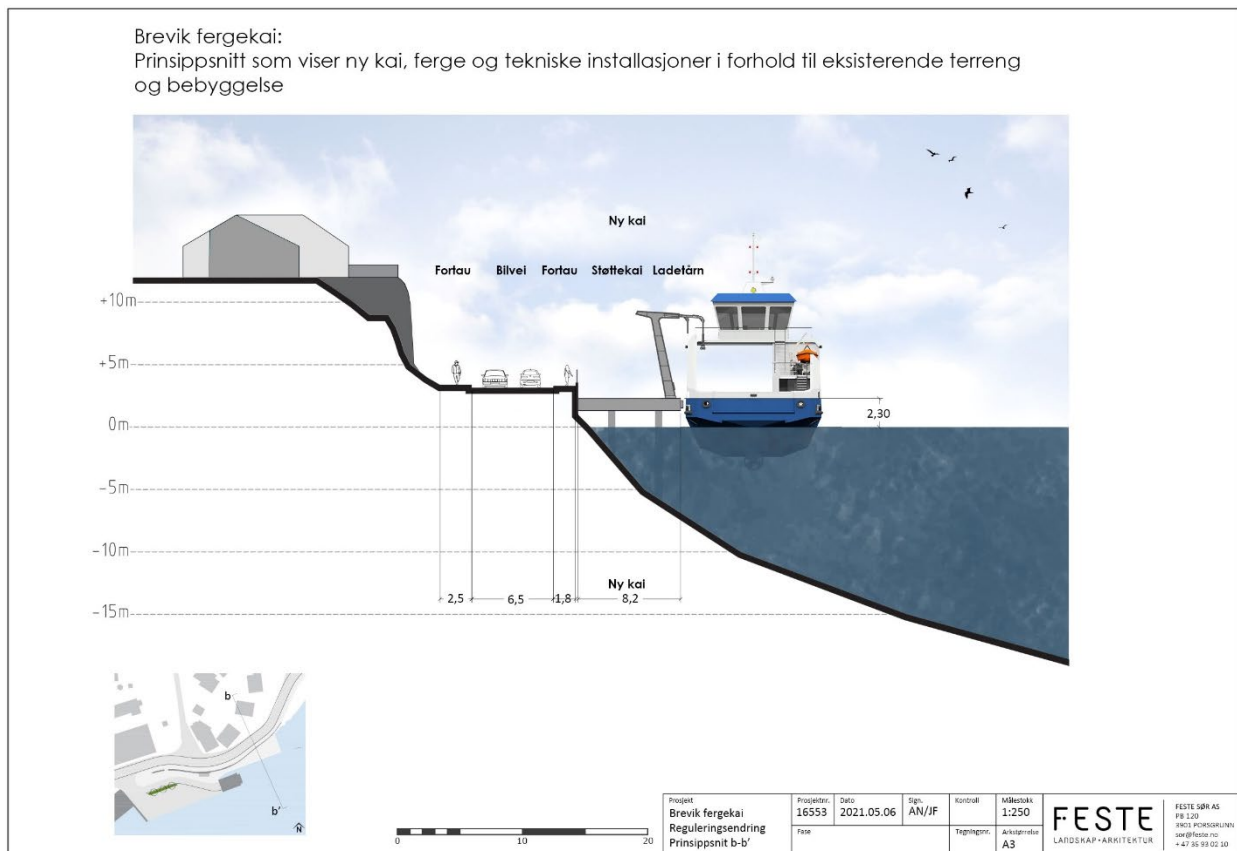 Brevik fergekai:
Prinsippsnitt som viser ny kai, ferge og tekniske installasjoner i forhold til eksisterende terreng
og bebyggelse
Ny kai
Fortau Bilvei Fortau Støttekai Ladetårn
+10m
+5m
0m
2,30
-5m
-10m
-15m
Ny kai
2,5 6,5 1,8 8,2
b
b'
N
0 10 20
Prosjekt
Brevik fergekai
Reguleringsendring
Prinsippsnit b-b'
Prosjektnr.
16553
Dato
2021.05.06
Sign.
AN/JF
Kontroll
Målestokk
1:250
Fase
Tegningsnr.
Arkstørrelse
A3
FESTE
LANDSKAP•ARKITEKTUR
FESTE SØR AS
PB 120
3901 PORSGRUNN
sor@feste.no
+ 47 35 93 02 10